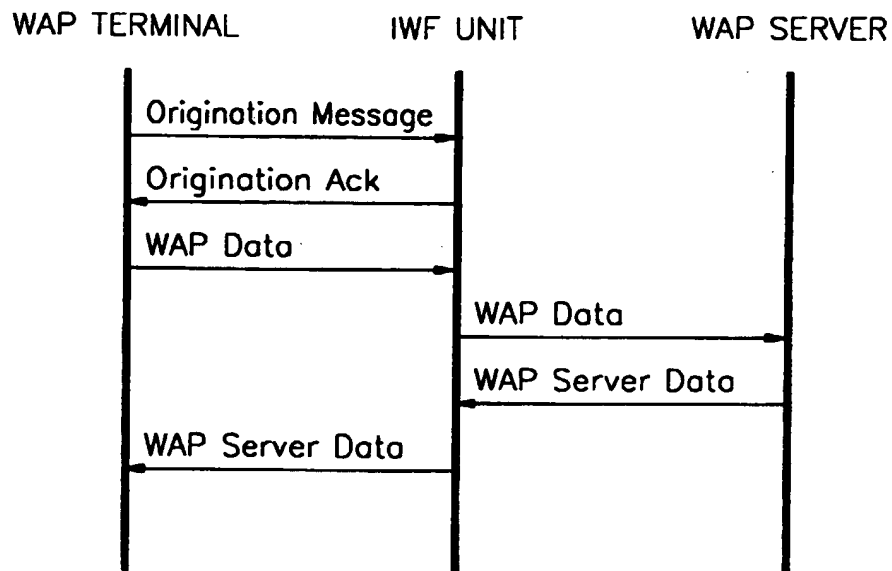 WAP TERMINAL IWF UNIT WAP SERVER
Origination Message
Origination Ack
WAP Data
WAP Data
WAP Server Data
WAP Server Data